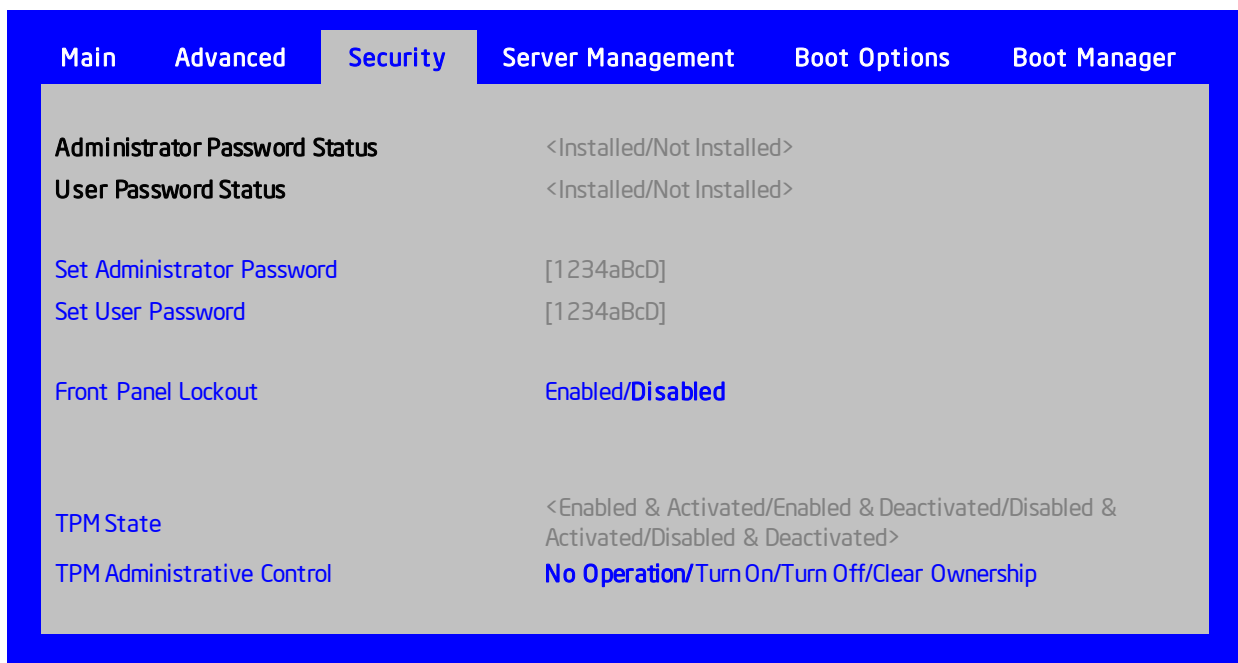 Main Advanced Security Server Management Boot Options Boot Manager
Administrator Password Status <Installed/Not Installed>
User Password Status <Installed/Not Installed>
Set Administrator Password [1234aBcD]
Set User Password [1234aBcD]
Front Panel Lockout Enabled/Disabled
TPM State <Enabled & Activated/Enabled & Deactivated/Disabled &
Activated/Disabled & Deactivated>
TPM Administrative Control No Operation/Turn On/Turn Off/Clear Ownership